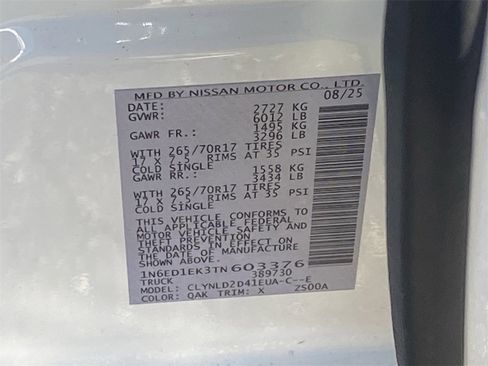 MFD BY NISSAN MOTOR CO., LTD.
DATE: 08/25
GVWR: 2727 KG
6012 LB
GAWR FR.: 1495 KG
3296 LB
WITH 265/70R17 TIRES
17 X 7.5 RIMS AT 35 PSI
COLD SINGLE
GAWR RR.: 1558 KG
3434 LB
WITH 265/70R17 TIRES
17 X 7.5 RIMS AT 35 PSI
COLD SINGLE
THIS VEHICLE CONFORMS TO
ALL APPLICABLE FEDERAL
MOTOR VEHICLE SAFETY AND
THEFT PREVENTION
STANDARDS IN EFFECT ON
THE DATE OF MANUFACTURE
SHOWN ABOVE.
1N6ED1EK3TN603376
TRUCK 389730
MODEL: CLYNLD2D41EUA-C--E
COLOR: QAK TRIM: X ZS00A